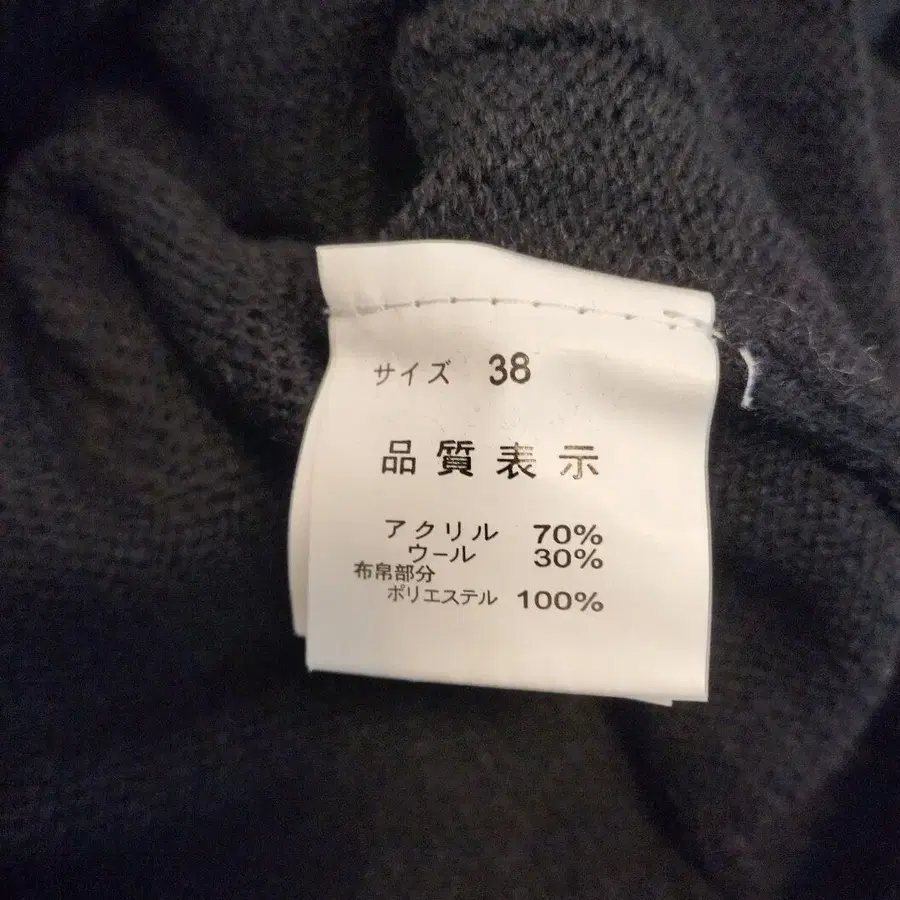 サイズ 38
品質表示
アクリル 70%
ウール 30%
布帛部分
ポリエステル 100%